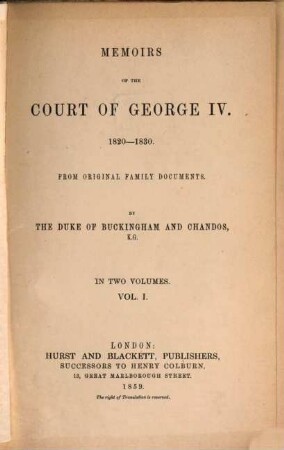 MEMOIRS
OF THE
COURT OF GEORGE IV.
1820—1830.
FROM ORIGINAL FAMILY DOCUMENTS.
BY
THE DUKE OF BUCKINGHAM AND CHANDOS,
K.G.
IN TWO VOLUMES.
VOL. I.
LONDON:
HURST AND BLACKETT, PUBLISHERS,
SUCCESSORS TO HENRY COLBURN.
13, GREAT MARLBOROUGH STREET.
1859.
The right of Translation is reserved.